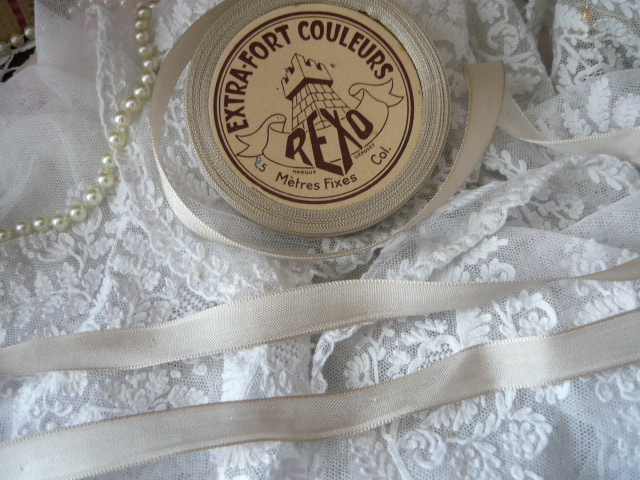 EXTRA-FORT COULEURS
REXO
MARQUE DÉPOSÉE
25 Mètres Fixes Col.